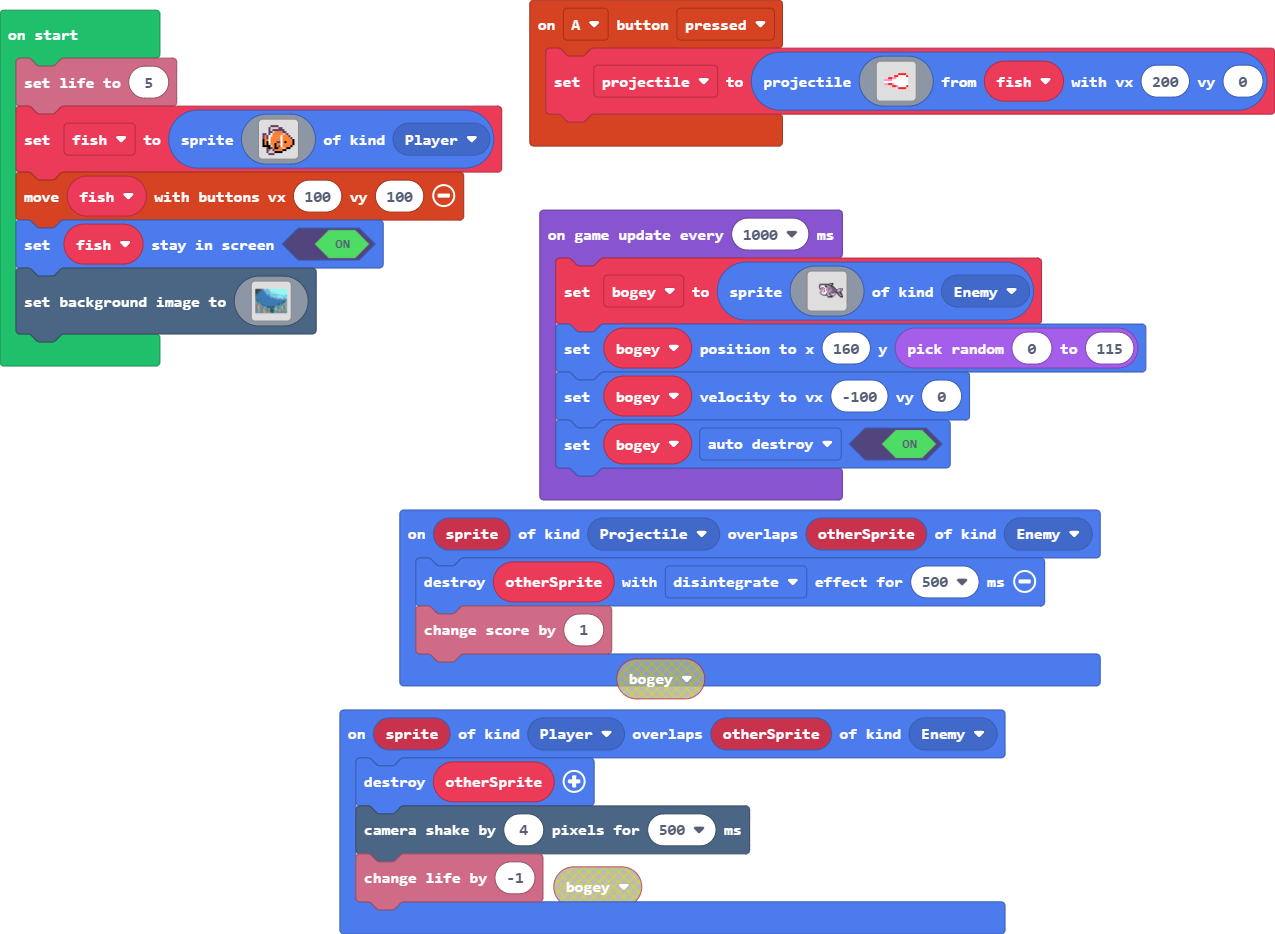 on start
set life to 5
set fish to sprite of kind Player
move fish with buttons vx 100 vy 100
set fish stay in screen ON
set background image to
on A button pressed
set projectile to projectile from fish with vx 200 vy 0
on game update every 1000 ms
set bogey to sprite of kind Enemy
set bogey position to x 160 y pick random 0 to 115
set bogey velocity to vx -100 vy 0
set bogey auto destroy ON
on sprite of kind Projectile overlaps otherSprite of kind Enemy
destroy otherSprite with disintegrate effect for 500 ms
change score by 1
bogey
on sprite of kind Player overlaps otherSprite of kind Enemy
destroy otherSprite
camera shake by 4 pixels for 500 ms
change life by -1
bogey